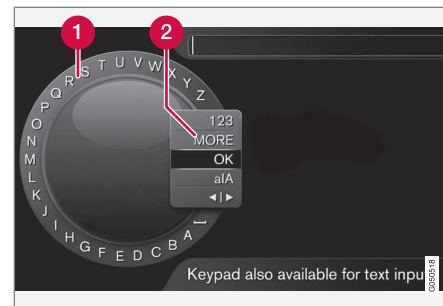 1
2
A B C D E F G H I J K L M N O P Q R S T U V W X Y Z
123
MORE
OK
a|A
◄|►
Keypad also available for text inpu
G050518